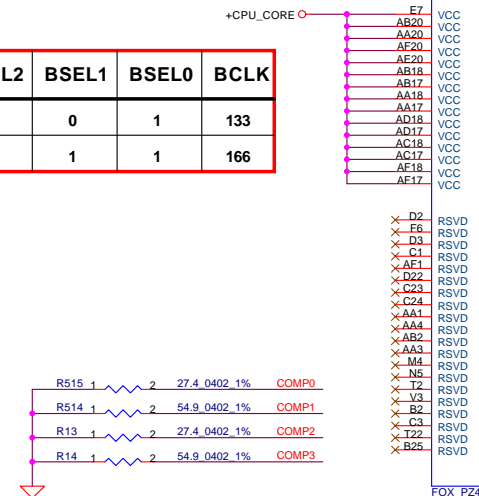 +CPU_CORE
E7 VCC
AB20 VCC
AA20 VCC
AF20 VCC
AE20 VCC
AB18 VCC
AB17 VCC
AA18 VCC
AA17 VCC
AD18 VCC
AD17 VCC
AC18 VCC
AC17 VCC
AF18 VCC
AF17 VCC
L2 BSEL1 BSEL0 BCLK
0 1 133
1 1 166
D2 RSVD
F6 RSVD
D3 RSVD
C1 RSVD
AF1 RSVD
D22 RSVD
C23 RSVD
C24 RSVD
AA1 RSVD
AA4 RSVD
AB2 RSVD
AA3 RSVD
M4 RSVD
N5 RSVD
T2 RSVD
V3 RSVD
B2 RSVD
C3 RSVD
T22 RSVD
B25 RSVD
R515 1 2 27.4_0402_1% COMP0
R514 1 2 54.9_0402_1% COMP1
R13 1 2 27.4_0402_1% COMP2
R14 1 2 54.9_0402_1% COMP3
FOX_PZ4